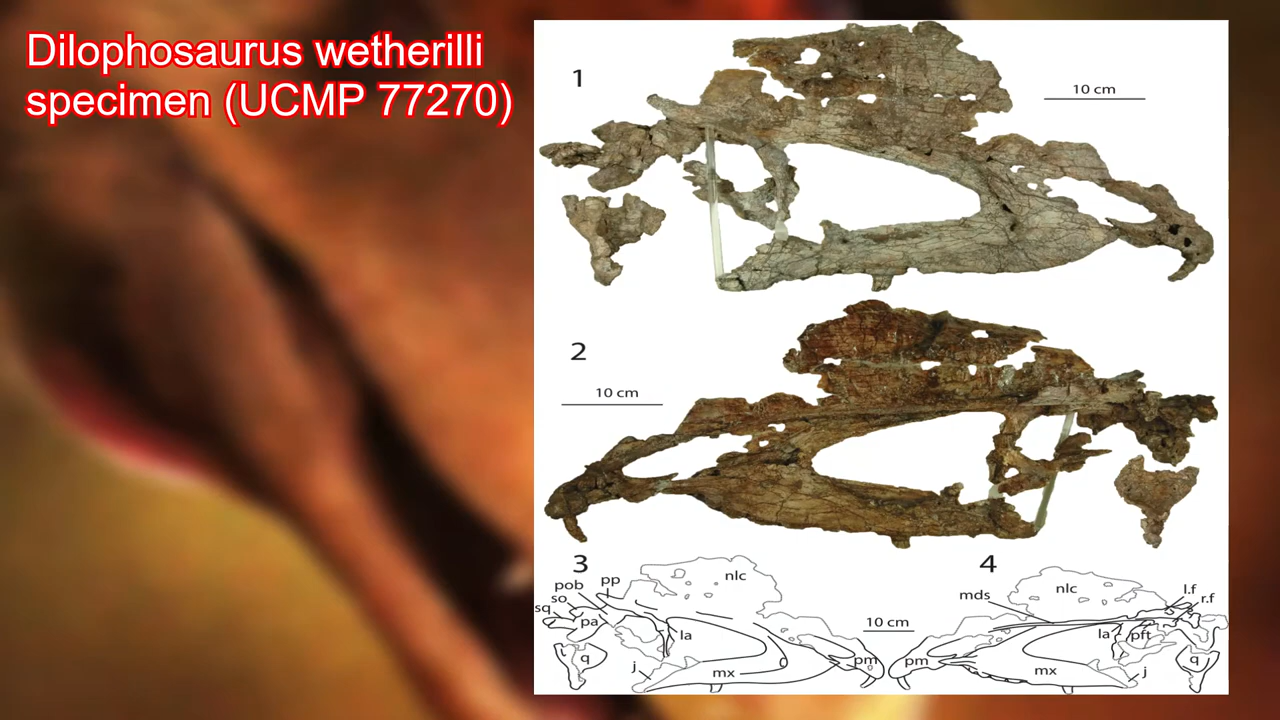 Dilophosaurus wetherilli
specimen (UCMP 77270)
1
10 cm
2
10 cm
3
nlc
pp
pob
so
sq
pa
la
q
j
mx
pm
10 cm
4
nlc
mds
l.f
r.f
la
pft
pm
mx
j
q